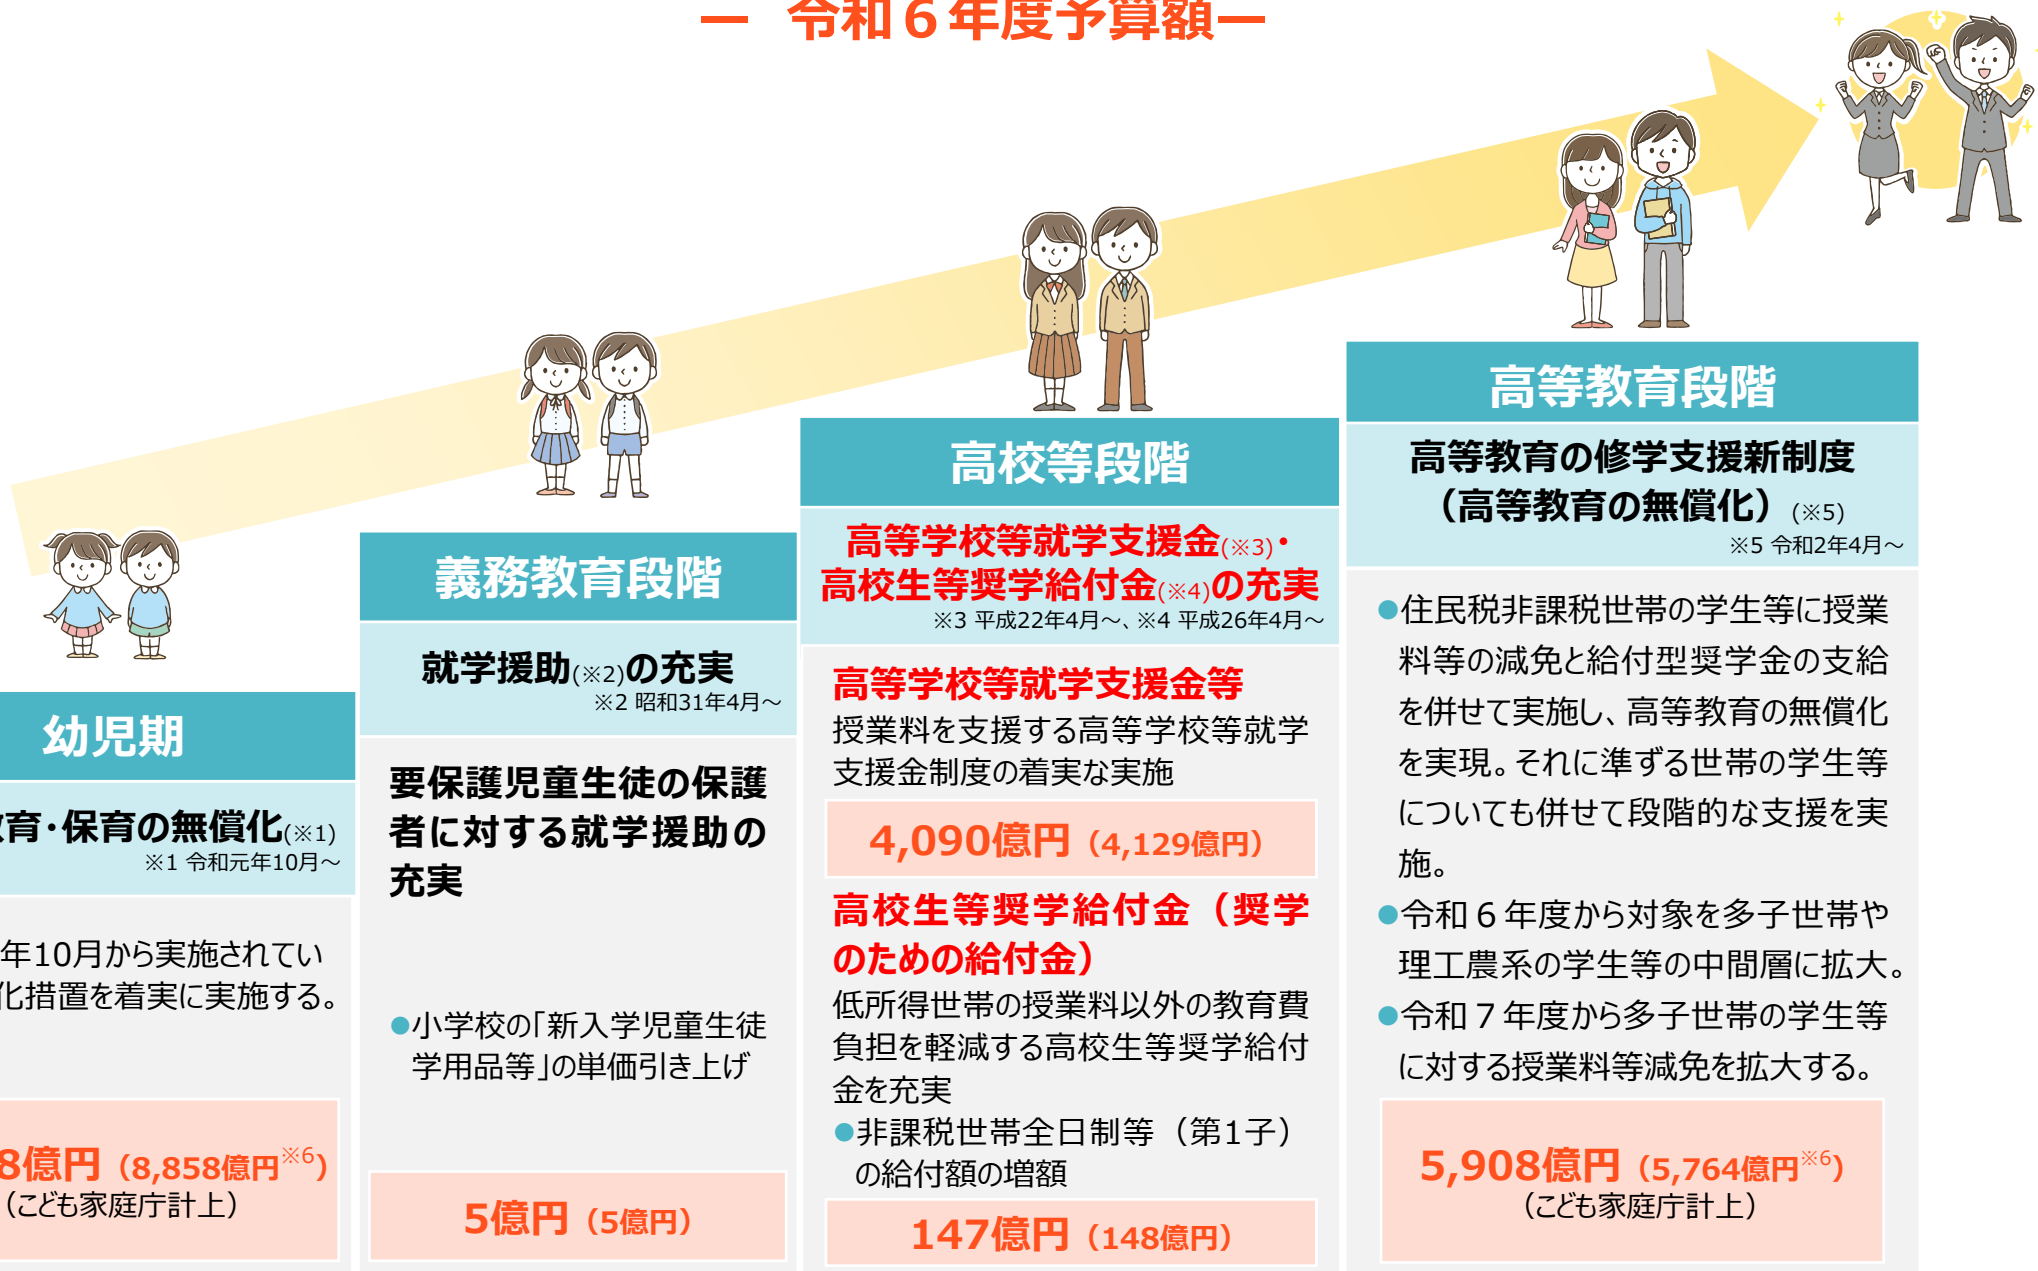 ― 令和６年度予算額―
幼児期
育・保育の無償化(※1)
※1 令和元年10月～
年10月から実施されてい
化措置を着実に実施する。
8億円（8,858億円※6）
（こども家庭庁計上）
義務教育段階
就学援助(※2)の充実
※2 昭和31年4月～
要保護児童生徒の保護
者に対する就学援助の
充実
●小学校の「新入学児童生徒
学用品等」の単価引き上げ
5億円（5億円）
高校等段階
高等学校等就学支援金(※3)・
高校生等奨学給付金(※4)の充実
※3 平成22年4月～、※4 平成26年4月～
高等学校等就学支援金等
授業料を支援する高等学校等就学
支援金制度の着実な実施
4,090億円（4,129億円）
高校生等奨学給付金（奨学
のための給付金）
低所得世帯の授業料以外の教育費
負担を軽減する高校生等奨学給付
金を充実
●非課税世帯全日制等（第1子）
の給付額の増額
147億円（148億円）
高等教育段階
高等教育の修学支援新制度
（高等教育の無償化）(※5)
※5 令和2年4月～
●住民税非課税世帯の学生等に授業
料等の減免と給付型奨学金の支給
を併せて実施し、高等教育の無償化
を実現。それに準ずる世帯の学生等
についても併せて段階的な支援を実
施。
●令和６年度から対象を多子世帯や
理工農系の学生等の中間層に拡大。
●令和７年度から多子世帯の学生等
に対する授業料等減免を拡大する。
5,908億円（5,764億円※6）
（こども家庭庁計上）